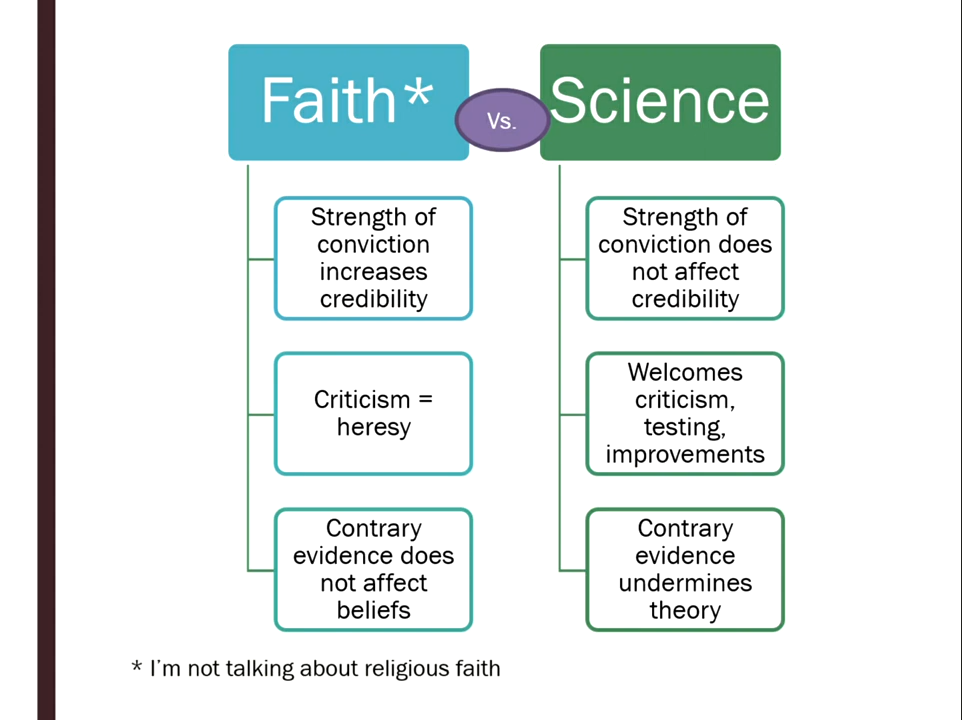 Faith*
Vs.
Science
Strength of
conviction
increases
credibility
Criticism =
heresy
Contrary
evidence does
not affect
beliefs
Strength of
conviction does
not affect
credibility
Welcomes
criticism,
testing,
improvements
Contrary
evidence
undermines
theory
* I'm not talking about religious faith